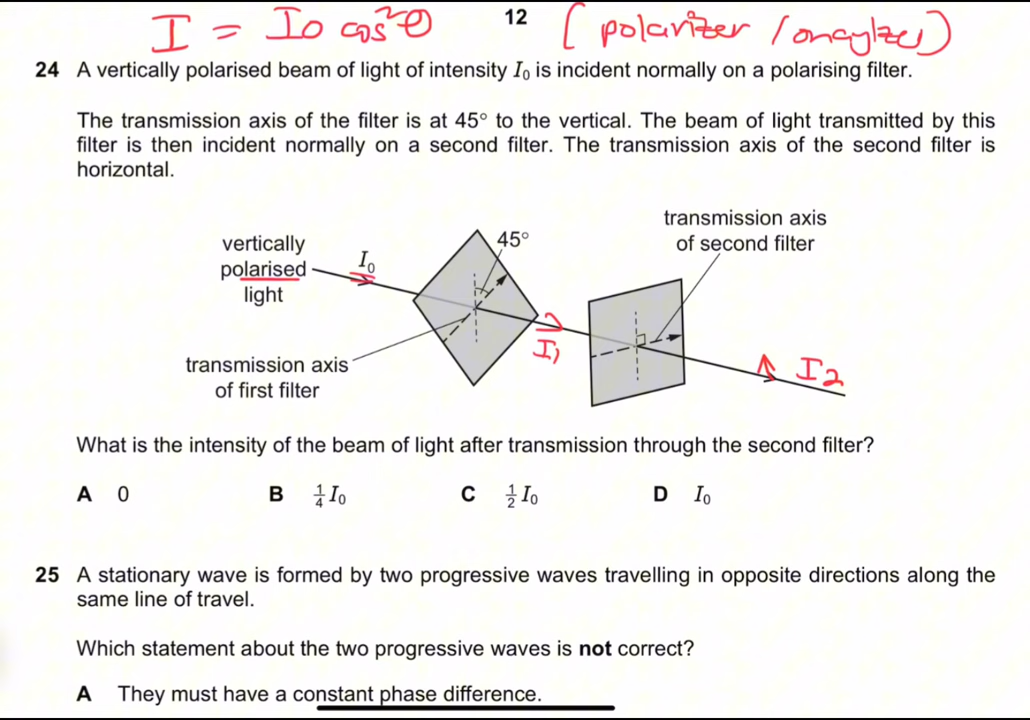 I = I₀ cos²θ 12 [polarizer / analyzer)
24 A vertically polarised beam of light of intensity I₀ is incident normally on a polarising filter.
The transmission axis of the filter is at 45° to the vertical. The beam of light transmitted by this
filter is then incident normally on a second filter. The transmission axis of the second filter is
horizontal.
transmission axis
of second filter
vertically
polarised
light
I₀
45°
I₁
I2
transmission axis
of first filter
What is the intensity of the beam of light after transmission through the second filter?
A 0 B ¼ I₀ C ½ I₀ D I₀
25 A stationary wave is formed by two progressive waves travelling in opposite directions along the
same line of travel.
Which statement about the two progressive waves is not correct?
A They must have a constant phase difference.